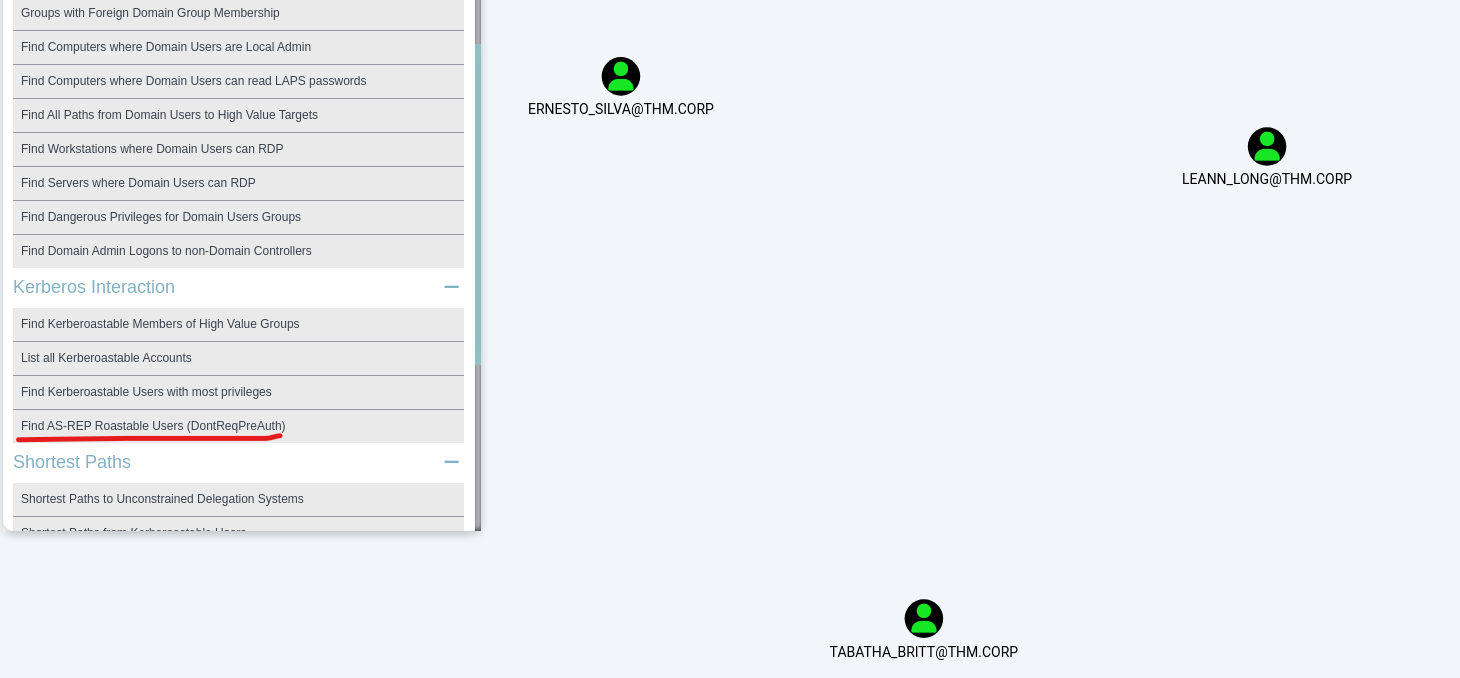 Groups with Foreign Domain Group Membership
Find Computers where Domain Users are Local Admin
Find Computers where Domain Users can read LAPS passwords
Find All Paths from Domain Users to High Value Targets
Find Workstations where Domain Users can RDP
Find Servers where Domain Users can RDP
Find Dangerous Privileges for Domain Users Groups
Find Domain Admin Logons to non-Domain Controllers
Kerberos Interaction
Find Kerberoastable Members of High Value Groups
List all Kerberoastable Accounts
Find Kerberoastable Users with most privileges
Find AS-REP Roastable Users (DontReqPreAuth)
Shortest Paths
Shortest Paths to Unconstrained Delegation Systems
Shortest Paths from Kerberoastable Users
ERNESTO_SILVA@THM.CORP
LEANN_LONG@THM.CORP
TABATHA_BRITT@THM.CORP